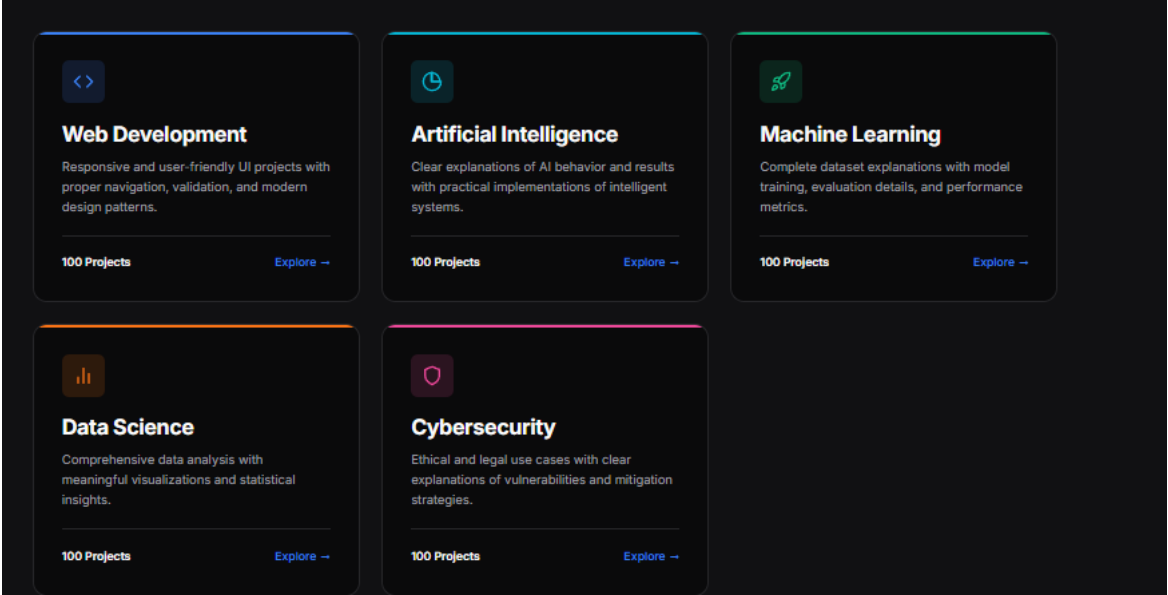 Web Development
Responsive and user-friendly UI projects with
proper navigation, validation, and modern
design patterns.
100 Projects
Explore →
Artificial Intelligence
Clear explanations of AI behavior and results
with practical implementations of intelligent
systems.
100 Projects
Explore →
Machine Learning
Complete dataset explanations with model
training, evaluation details, and performance
metrics.
100 Projects
Explore →
Data Science
Comprehensive data analysis with
meaningful visualizations and statistical
insights.
100 Projects
Explore →
Cybersecurity
Ethical and legal use cases with clear
explanations of vulnerabilities and mitigation
strategies.
100 Projects
Explore →